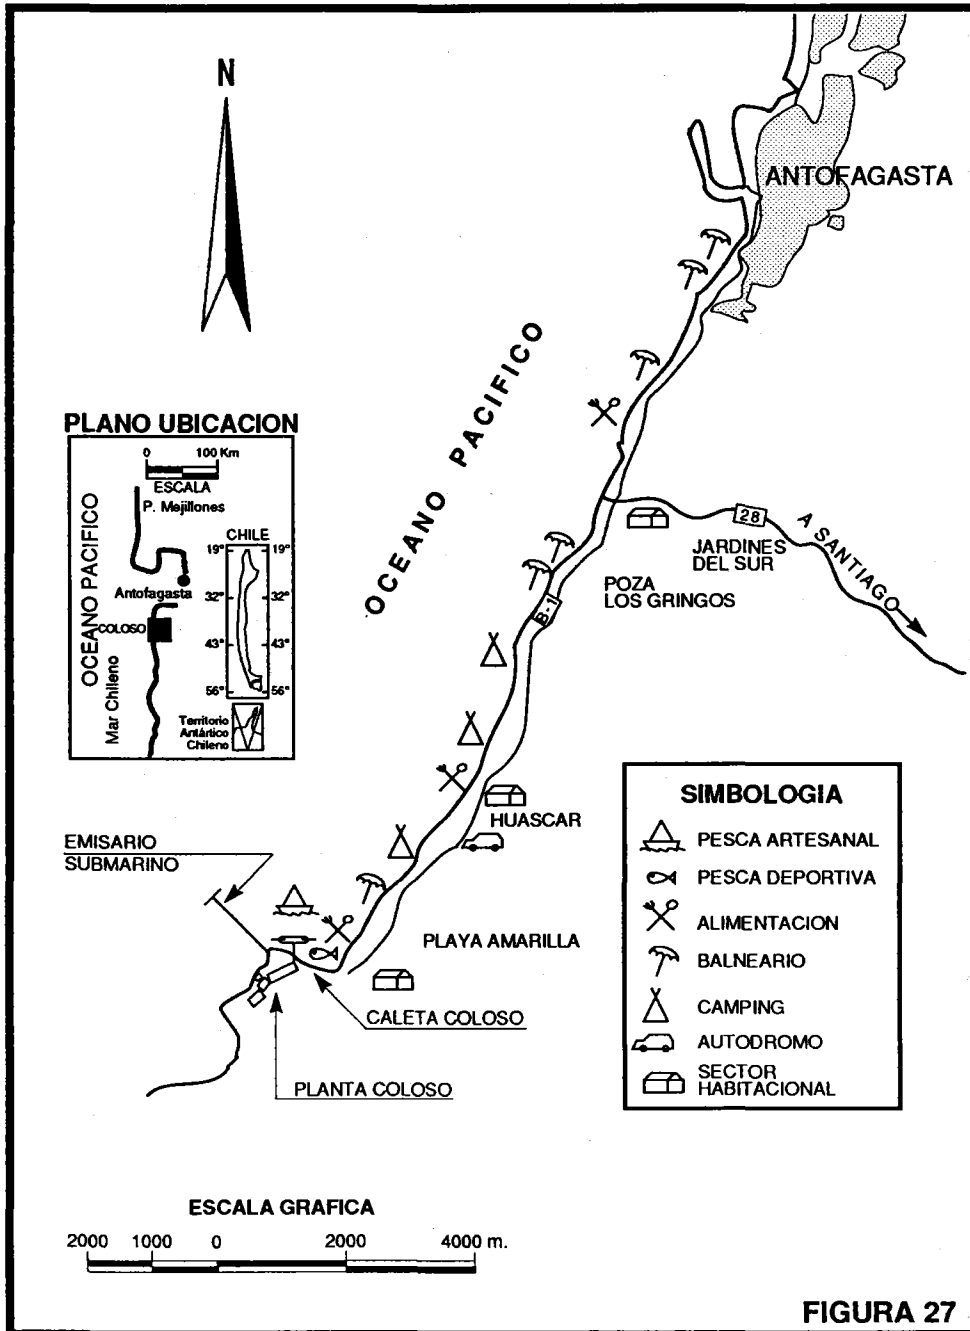 N
ANTOFAGASTA
OCEANO PACIFICO
PLANO UBICACION
0 100 Km
ESCALA
P. Mejillones
OCEANO PACIFICO
CHILE
19° 19°
Antofagasta
32° 32°
COLOSO
43° 43°
Mar Chileno
56° 56°
Territorio
Antártico
Chileno
28
A SANTIAGO
JARDINES
DEL SUR
POZA
LOS GRINGOS
B-1
HUASCAR
EMISARIO
SUBMARINO
PLAYA AMARILLA
CALETA COLOSO
PLANTA COLOSO
SIMBOLOGIA
PESCA ARTESANAL
PESCA DEPORTIVA
ALIMENTACION
BALNEARIO
CAMPING
AUTODROMO
SECTOR
HABITACIONAL
ESCALA GRAFICA
2000 1000 0 2000 4000 m.
FIGURA 27